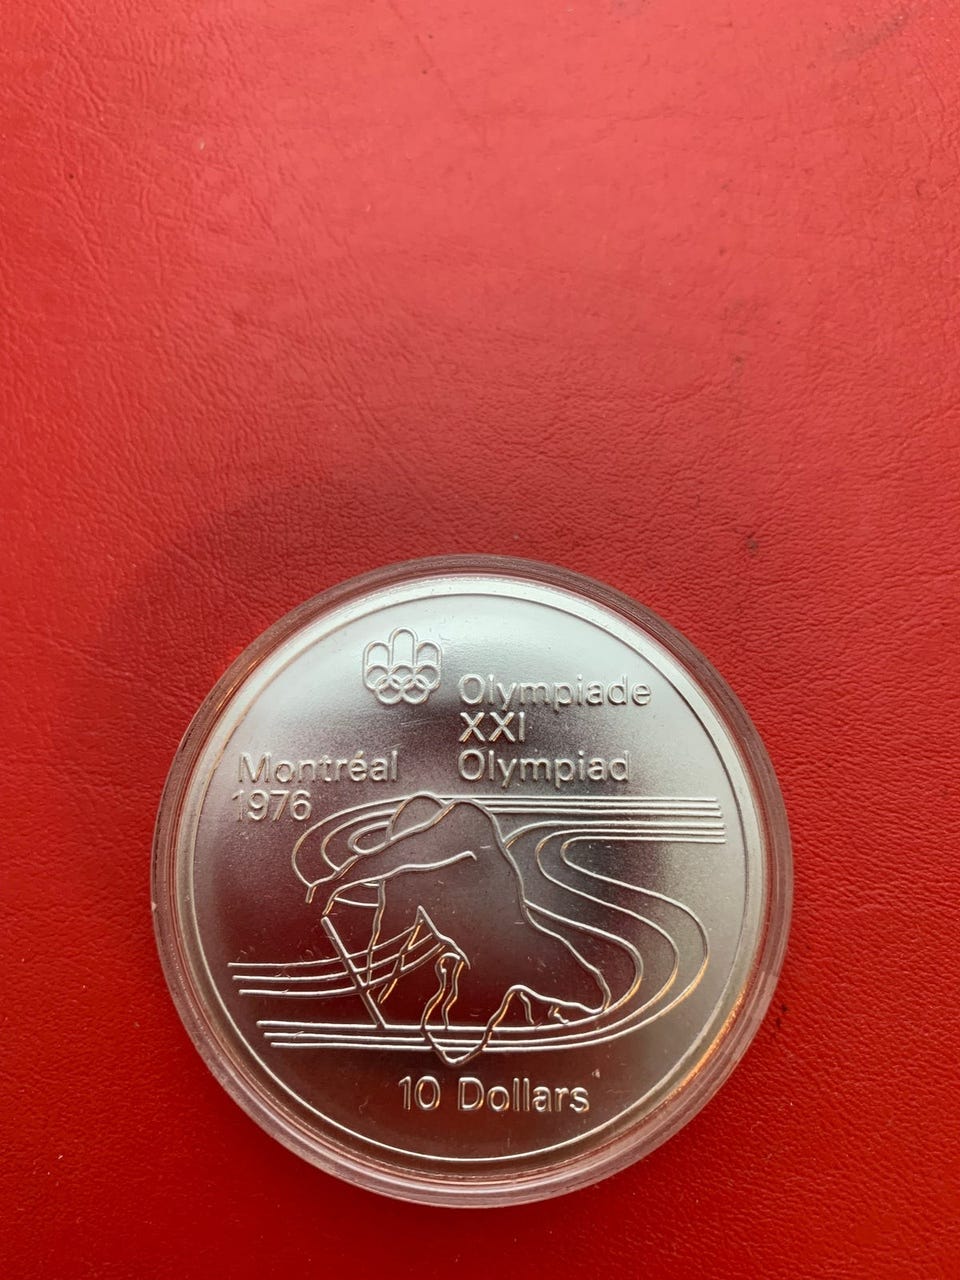 Olympiade
XXI
Olympiad
Montréal
1976
10 Dollars